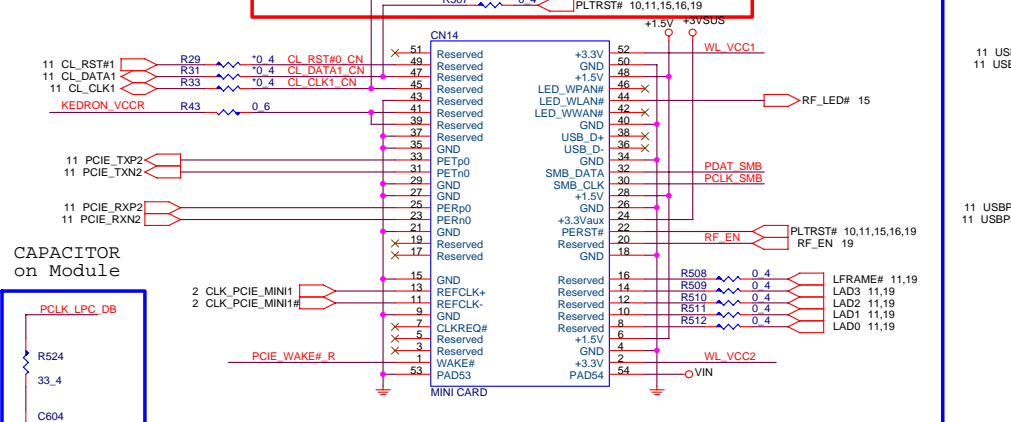 R507 0_4 PLTRST# 10,11,15,16,19
+1.5V +3VSUS
CN14
51 Reserved +3.3V 52 WL_VCC1
11 CL_RST#1 R29 *0_4 CL_RST#0_CN 49 Reserved GND 50
11 CL_DATA1 R31 *0_4 CL_DATA1_CN 47 Reserved +1.5V 48
11 CL_CLK1 R33 *0_4 CL_CLK1_CN 45 Reserved LED_WPAN# 46
43 Reserved LED_WLAN# 44 RF_LED# 15
KEDRON_VCCR R43 0_6 41 Reserved LED_WWAN# 42
39 Reserved GND 40
37 Reserved USB_D+ 38
35 GND USB_D- 36
11 PCIE_TXP2 33 PETp0 GND 34
11 PCIE_TXN2 31 PETn0 SMB_DATA 32 PDAT_SMB
29 GND SMB_CLK 30 PCLK_SMB
27 GND +1.5V 28
11 PCIE_RXP2 25 PERp0 GND 26
11 PCIE_RXN2 23 PERn0 +3.3Vaux 24
21 GND PERST# 22 PLTRST# 10,11,15,16,19
19 Reserved Reserved 20 RF_EN RF_EN 19
17 Reserved GND 18
11 USBP
11 USBP
CAPACITOR
on Module
15 GND Reserved 16 R508 0_4 LFRAME# 11,19
2 CLK_PCIE_MINI1 13 REFCLK+ Reserved 14 R509 0_4 LAD3 11,19
2 CLK_PCIE_MINI1# 11 REFCLK- Reserved 12 R510 0_4 LAD2 11,19
9 GND Reserved 10 R511 0_4 LAD1 11,19
7 CLKREQ# Reserved 8 R512 0_4 LAD0 11,19
5 Reserved +1.5V 6
3 Reserved GND 4
PCIE_WAKE#_R 1 WAKE# +3.3V 2 WL_VCC2
53 PAD53 PAD54 54 VIN
MINI CARD
PCLK_LPC_DB
R524
33_4
C604